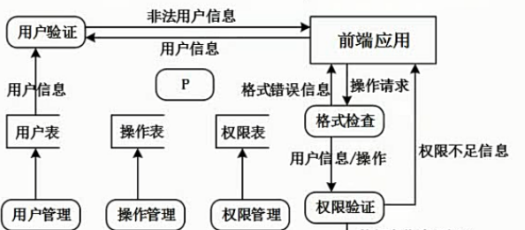 非法用户信息
用户验证
用户信息
前端应用
P
格式错误信息
操作请求
用户信息
用户表
操作表
权限表
格式检查
用户信息/操作
权限不足信息
用户管理
操作管理
权限管理
权限验证